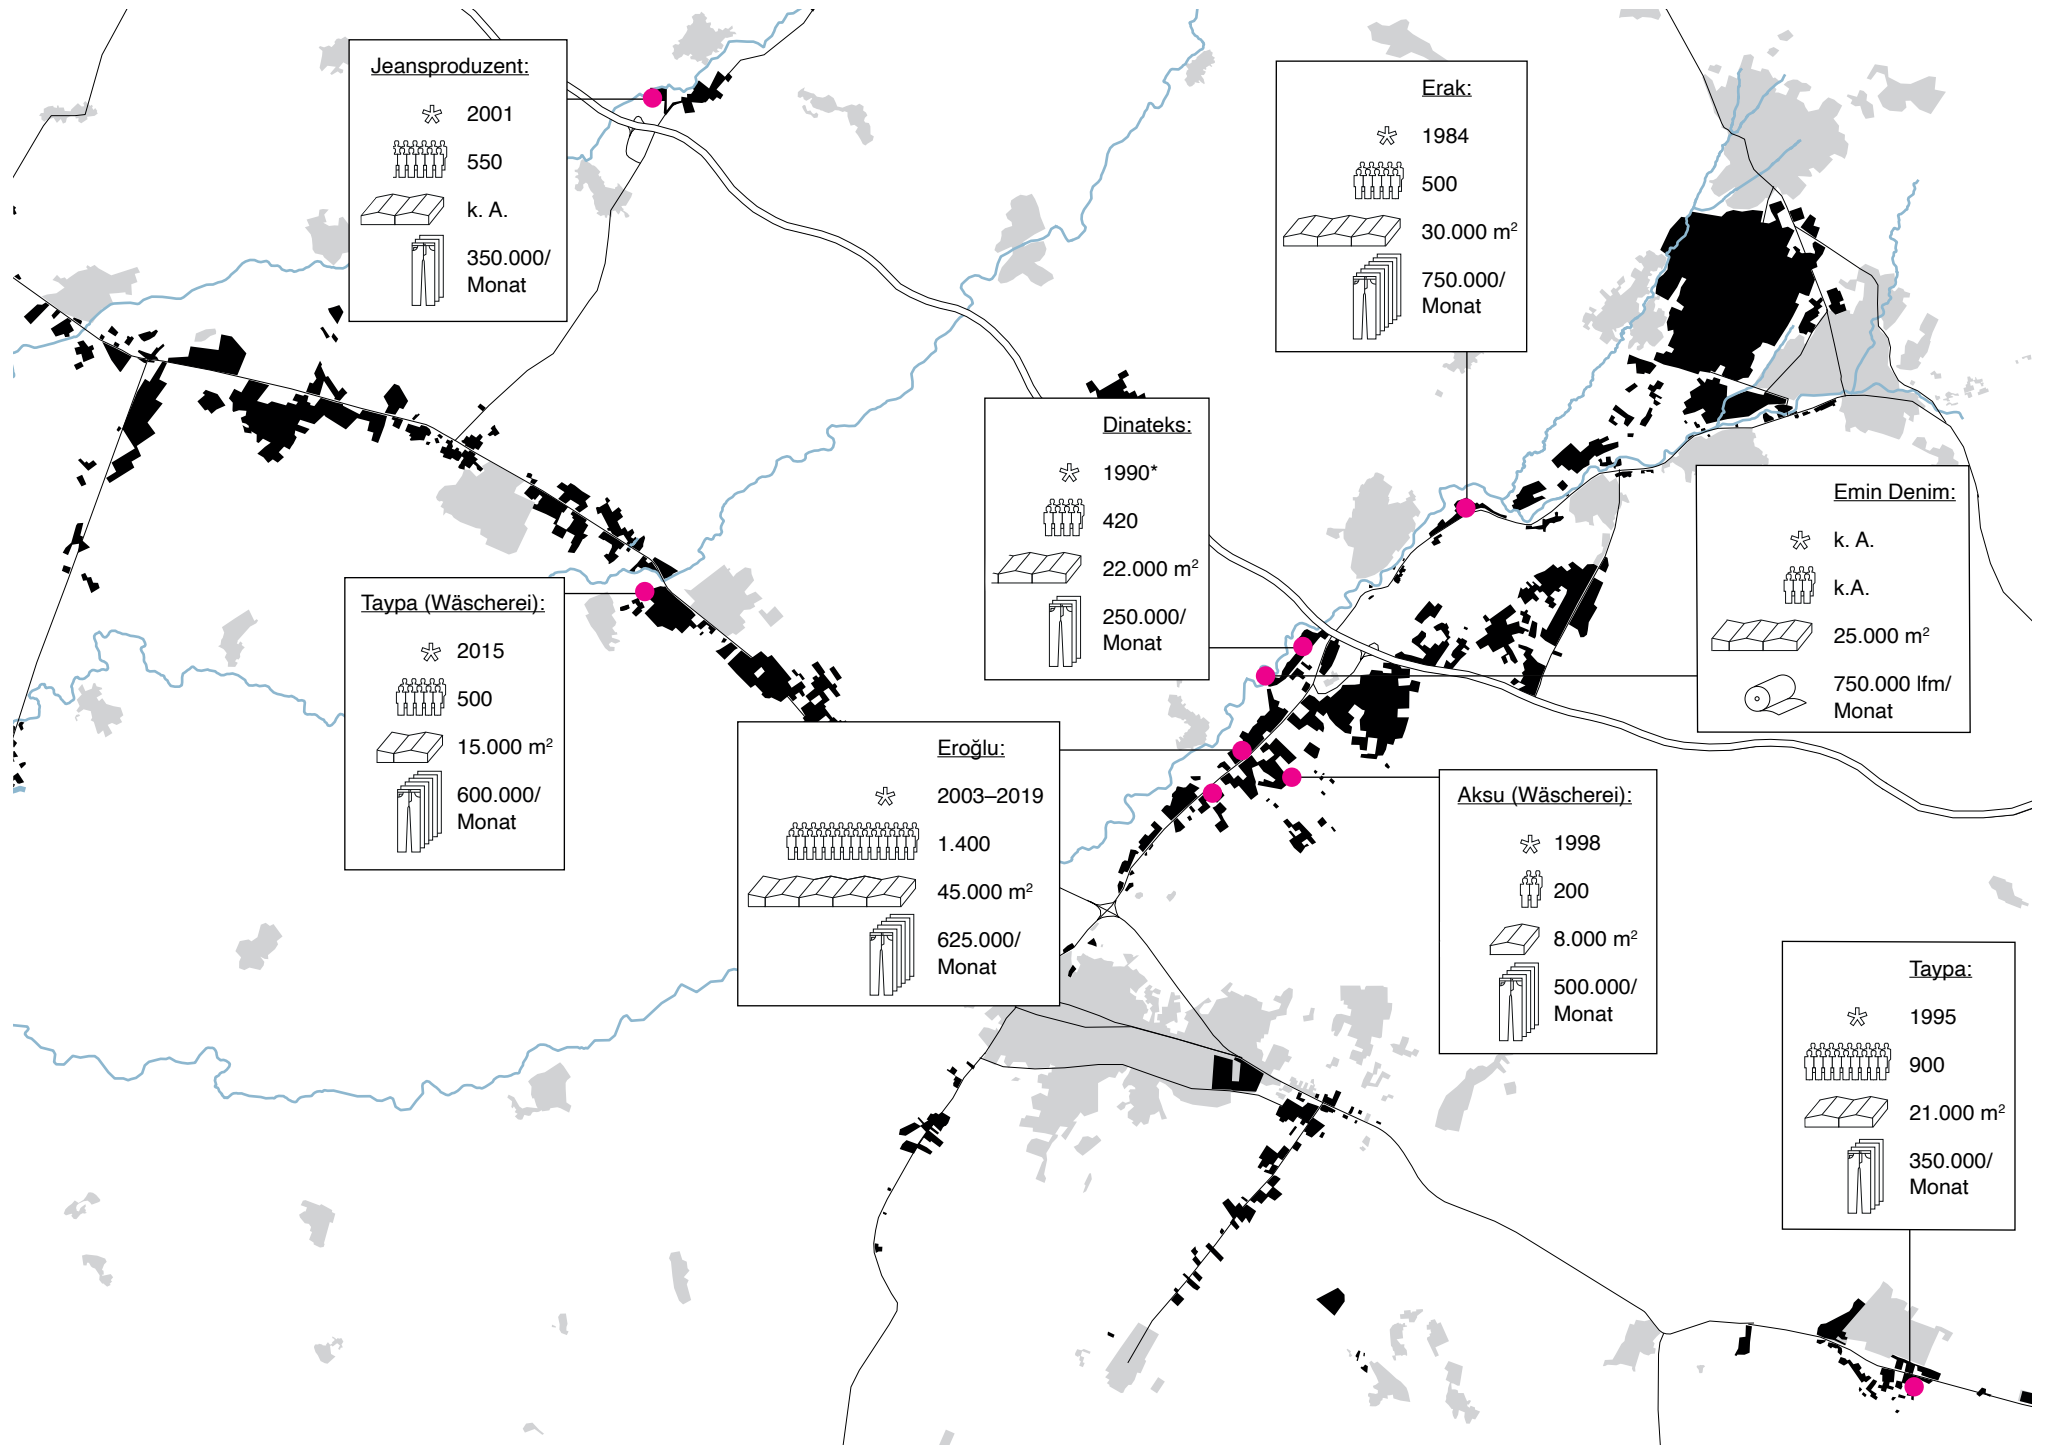 Jeansproduzent:
2001
550
k. A.
350.000/
Monat
Erak:
1984
500
30.000 m²
750.000/
Monat
Dinateks:
1990*
420
22.000 m²
250.000/
Monat
Emin Denim:
k. A.
k.A.
25.000 m²
750.000 lfm/
Monat
Taypa (Wäscherei):
2015
500
15.000 m²
600.000/
Monat
Eroğlu:
2003–2019
1.400
45.000 m²
625.000/
Monat
Aksu (Wäscherei):
1998
200
8.000 m²
500.000/
Monat
Taypa:
1995
900
21.000 m²
350.000/
Monat